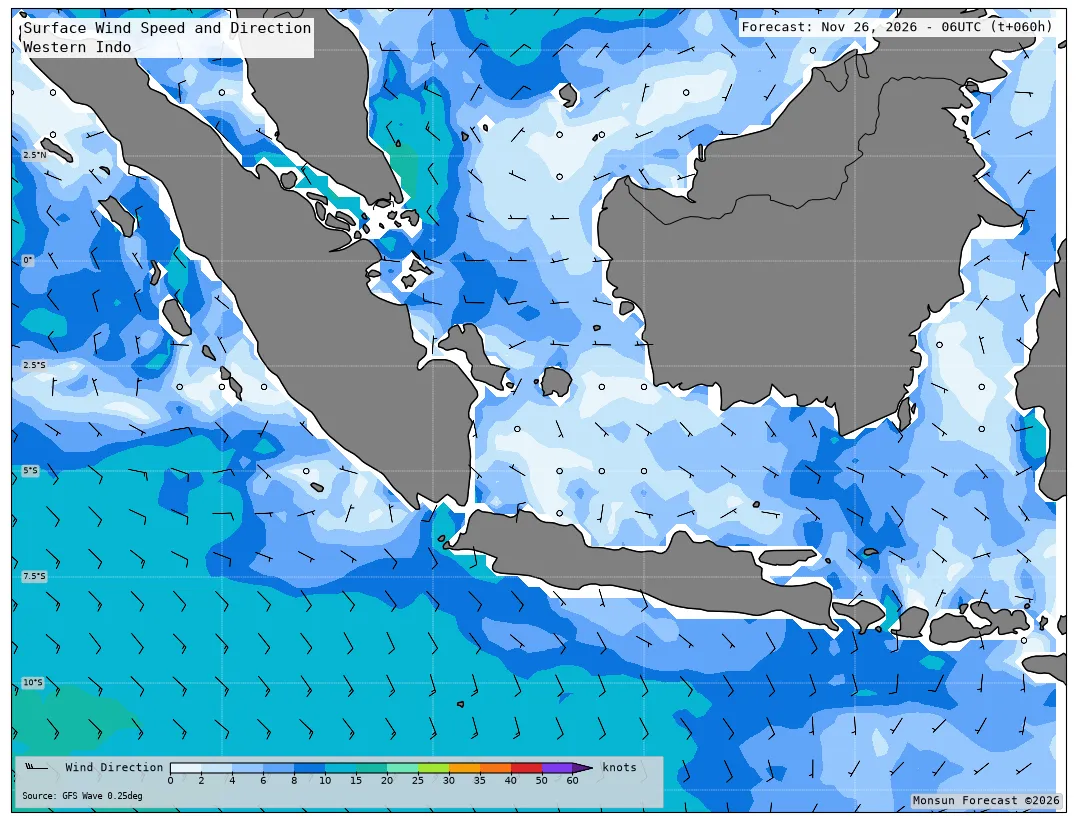 Surface Wind Speed and Direction
Western Indo
Forecast: Nov 26, 2026 - 06UTC (t+060h)
2.5°N
0°
2.5°S
5°S
7.5°S
10°S
Wind Direction
0 2 4 6 8 10 15 20 25 30 35 40 50 60
knots
Source: GFS Wave 0.25deg
Monsun Forecast ©2026